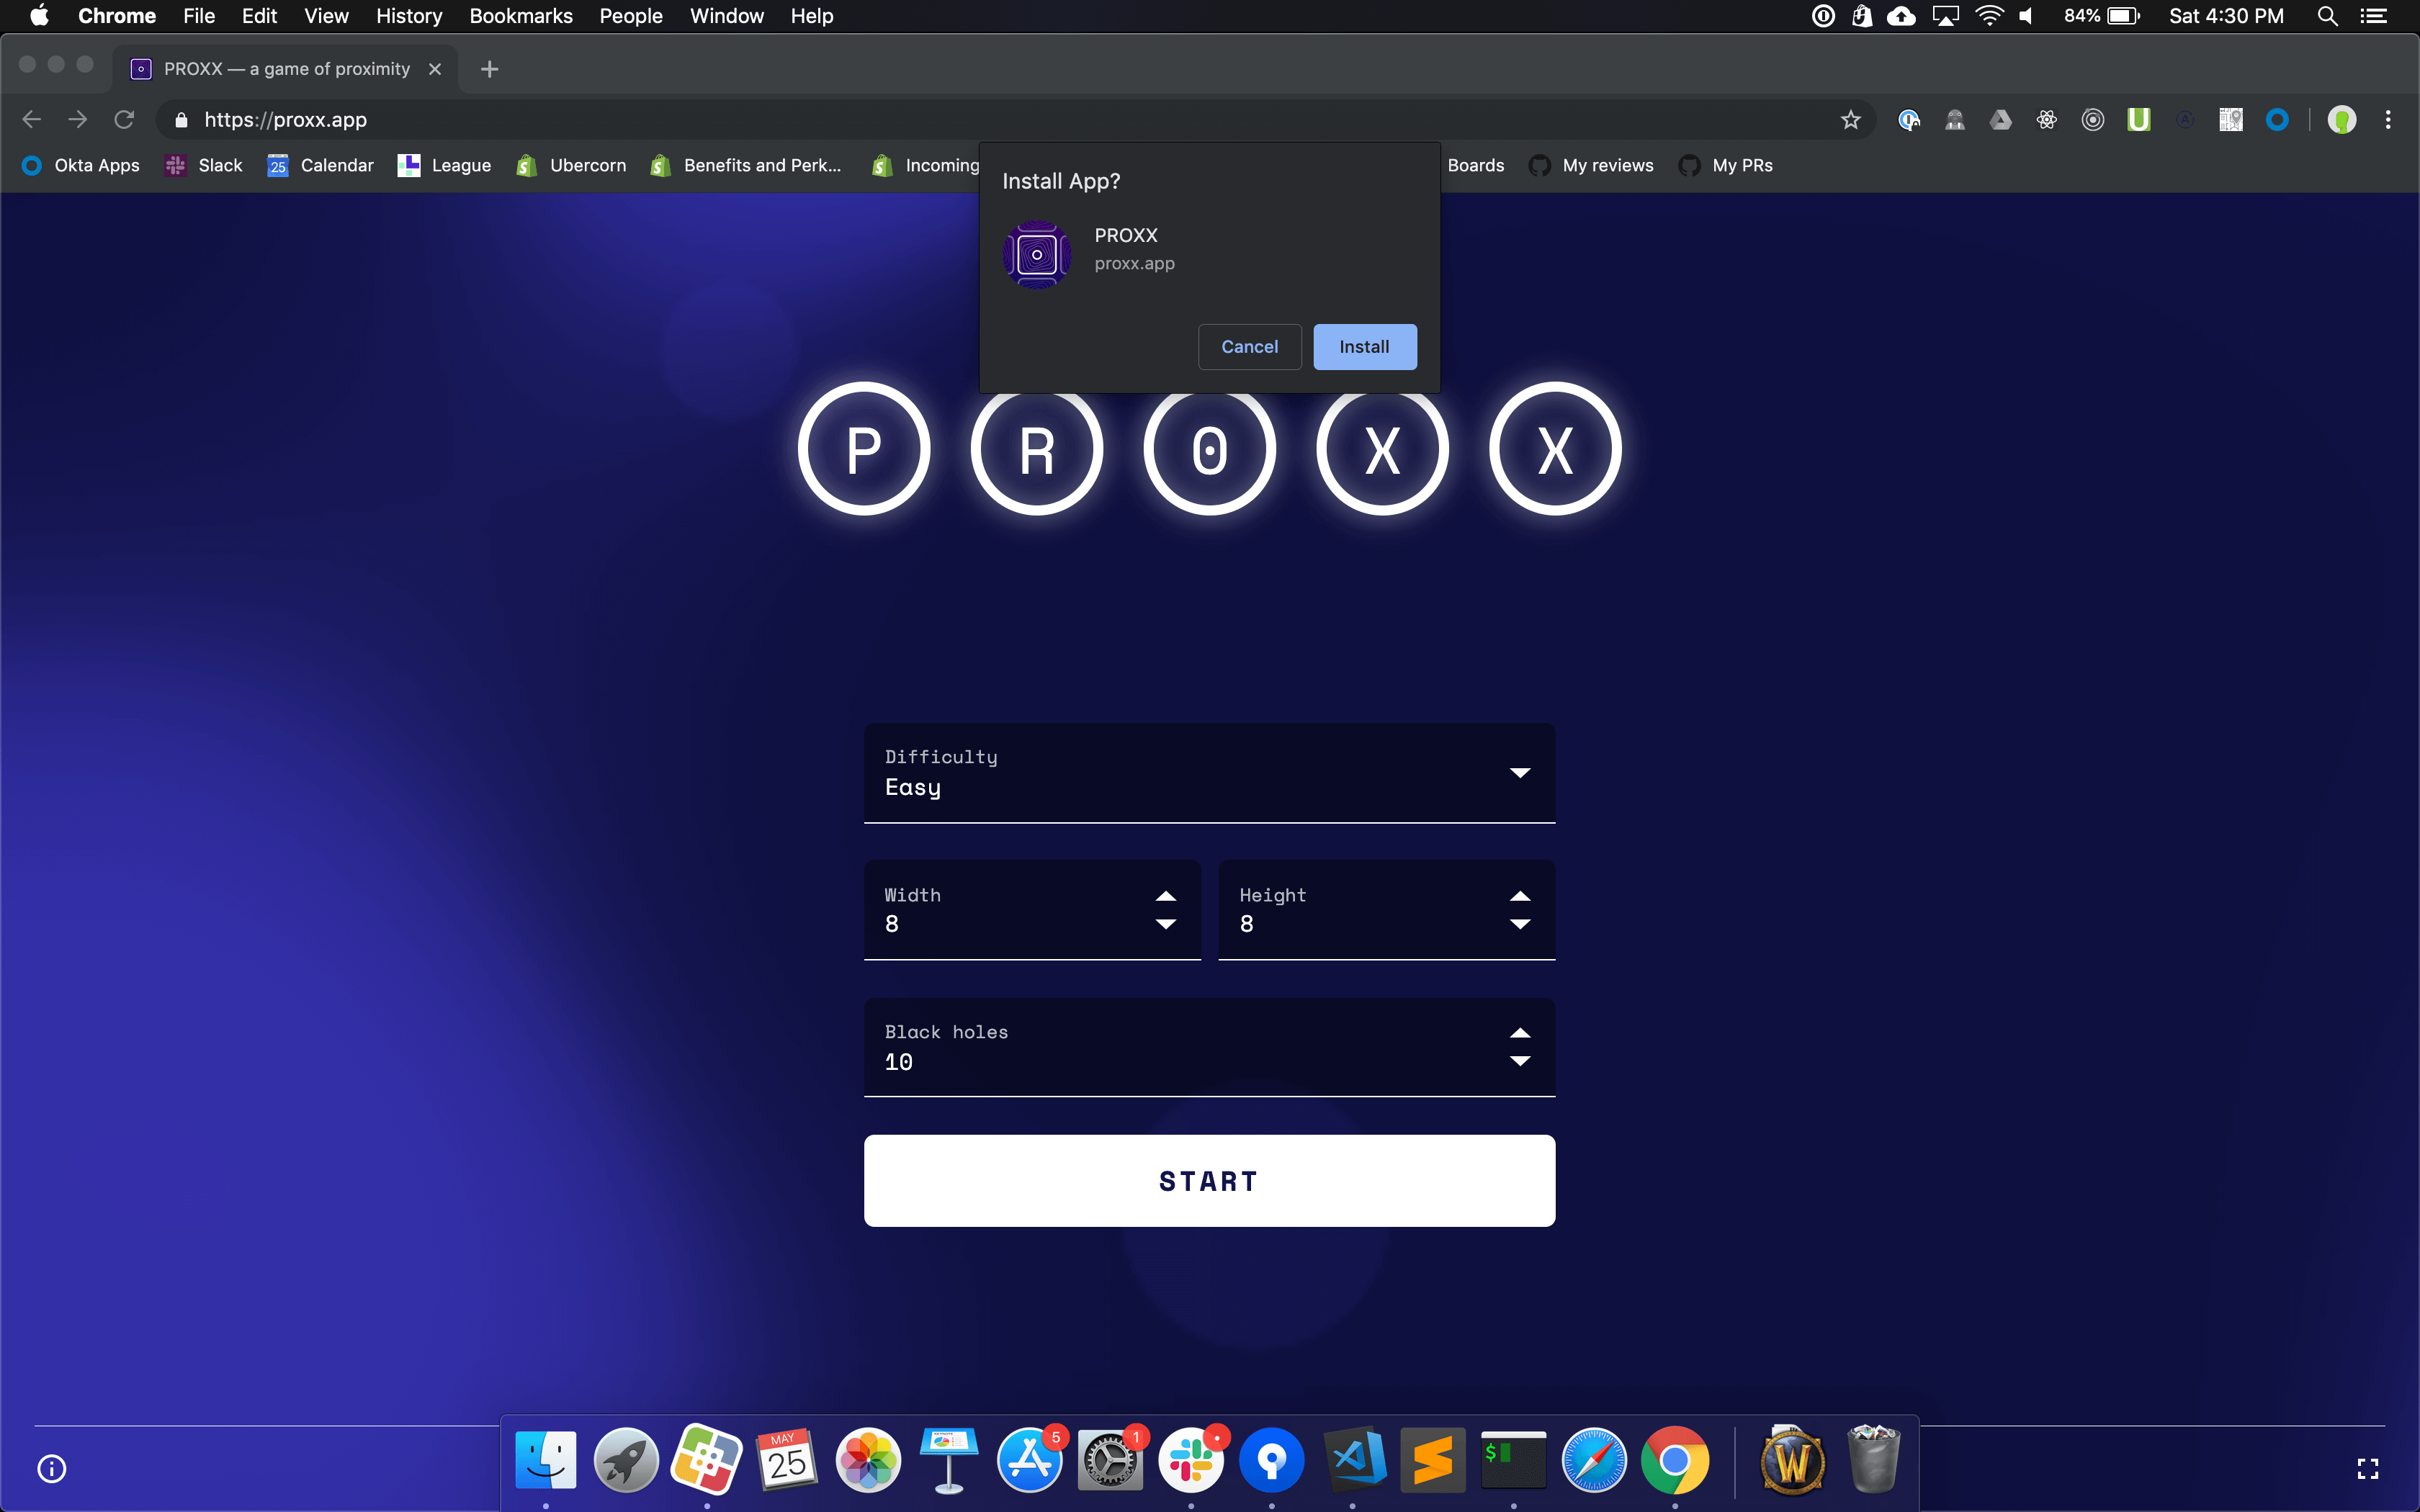 Chrome File Edit View History Bookmarks People Window Help 84% Sat 4:30 PM
PROXX — a game of proximity
https://proxx.app
Okta Apps 25 Calendar Slack League Ubercorn Benefits and Perk... Incoming Boards My reviews My PRs
Install App?
PROXX
proxx.app
Cancel Install
P R 0 X X
Difficulty
Easy
Width
8
Height
8
Black holes
10
START
MAY
25
5
1
$
W